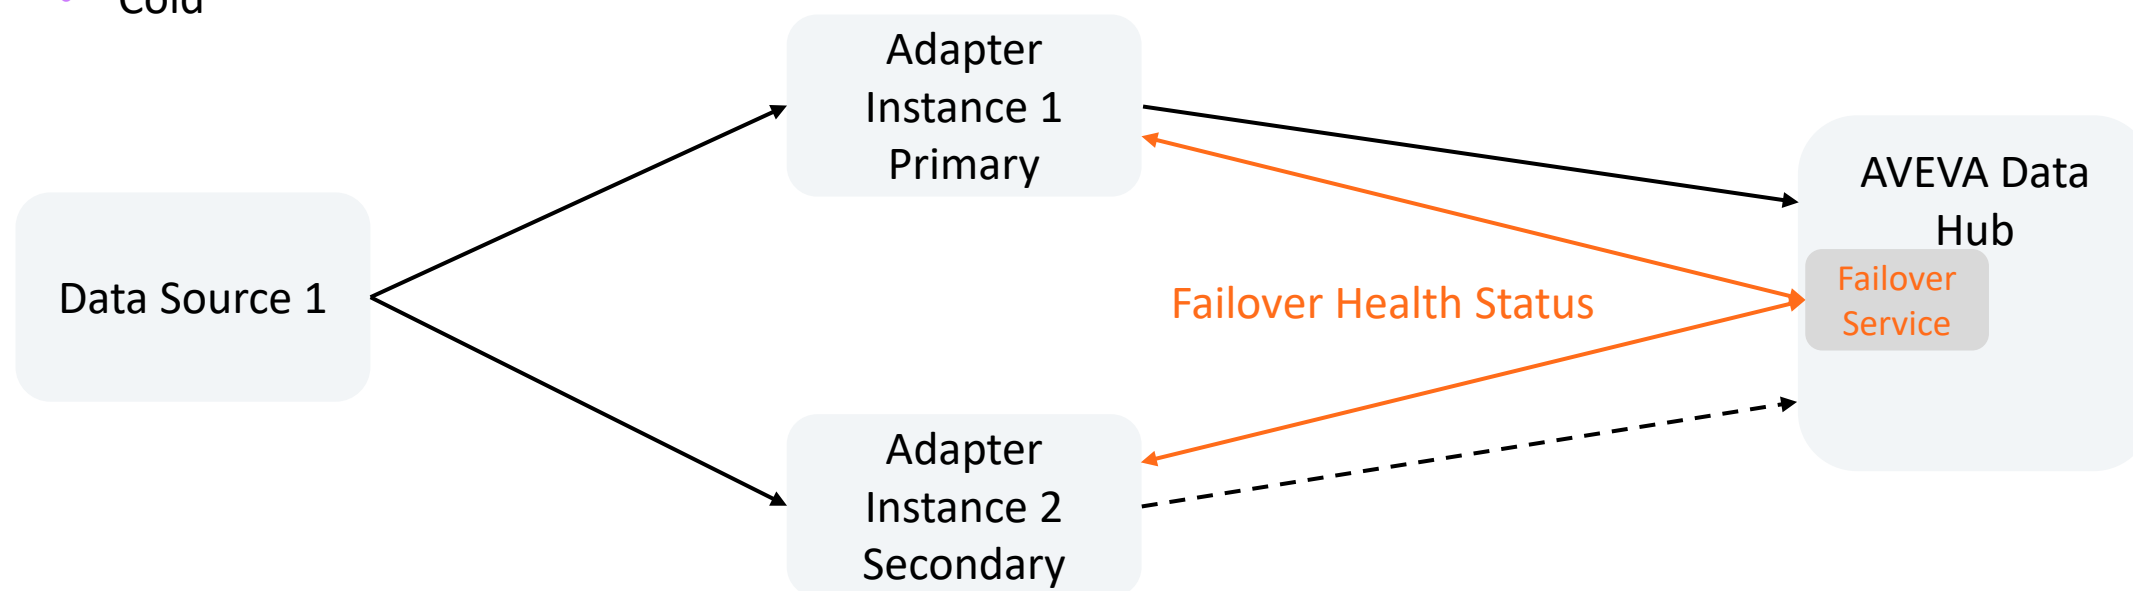 Cold
Adapter
Instance 1
Primary
AVEVA Data
Hub
Failover
Service
Data Source 1
Failover Health Status
Adapter
Instance 2
Secondary